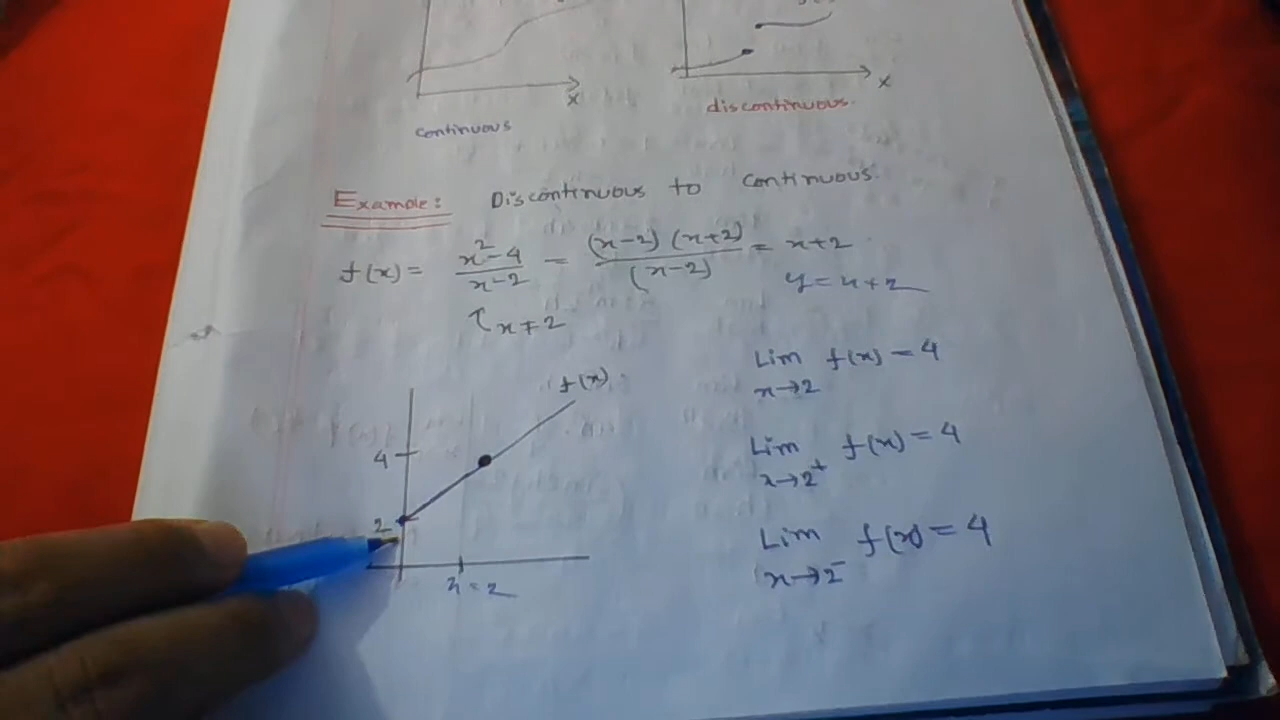 x
x
continuous
discontinuous.
Example: Discontinuous to continuous.
f(x) = x²-4 / x-2 = (x-2) (x+2) / (x-2) = x+2
y = x+2
x≠2
f(x)
4
2
x = 2
Lim x→2 f(x) = 4
Lim x→2⁺ f(x) = 4
Lim x→2⁻ f(x) = 4